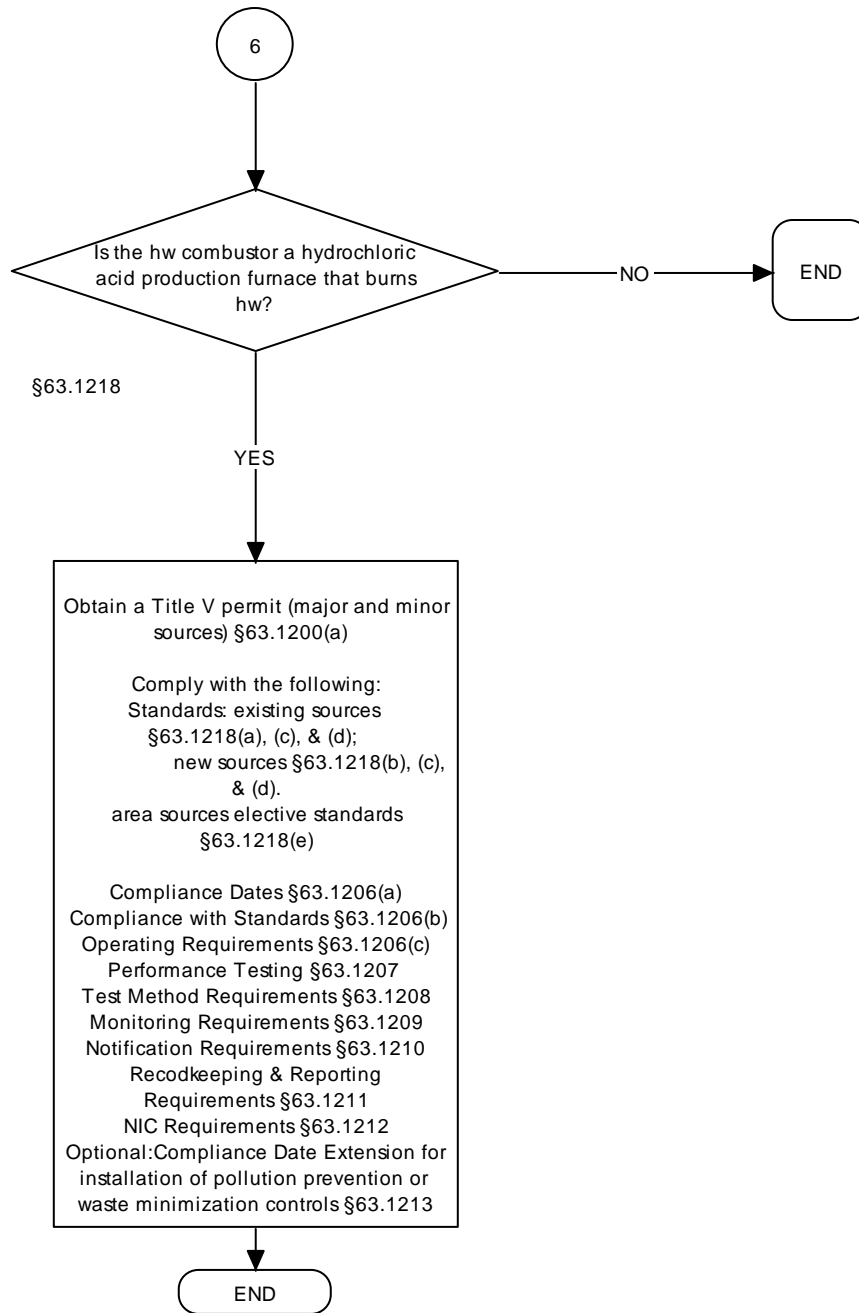 6
Is the hw combustor a hydrochloric
acid production furnace that burns
hw?
NO
END
§63.1218
YES
Obtain a Title V permit (major and minor
sources) §63.1200(a)
Comply with the following:
Standards: existing sources
§63.1218(a), (c), & (d);
new sources §63.1218(b), (c),
& (d).
area sources elective standards
§63.1218(e)
Compliance Dates §63.1206(a)
Compliance with Standards §63.1206(b)
Operating Requirements §63.1206(c)
Performance Testing §63.1207
Test Method Requirements §63.1208
Monitoring Requirements §63.1209
Notification Requirements §63.1210
Recodkeeping & Reporting
Requirements §63.1211
NIC Requirements §63.1212
Optional:Compliance Date Extension for
installation of pollution prevention or
waste minimization controls §63.1213
END